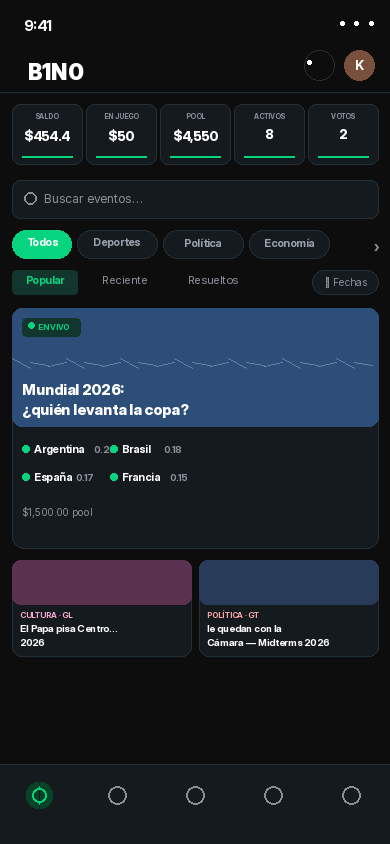 9:41
B1N0
K
SALDO
EN JUEGO
POOL
ACTIVOS
VOTOS
$454.4
$50
$4,550
8
2
Buscar eventos...
Todos
Deportes
Política
Economía
›
Popular
Reciente
Resueltos
Fechas
EN VIVO
Mundial 2026:
¿quién levanta la copa?
Argentina 0.2
Brasil 0.18
España 0.17
Francia 0.15
$1,500.00 pool
CULTURA · GL
El Papa pisa Centro...
2026
POLÍTICA · GT
le quedan con la
Cámara — Midterms 2026